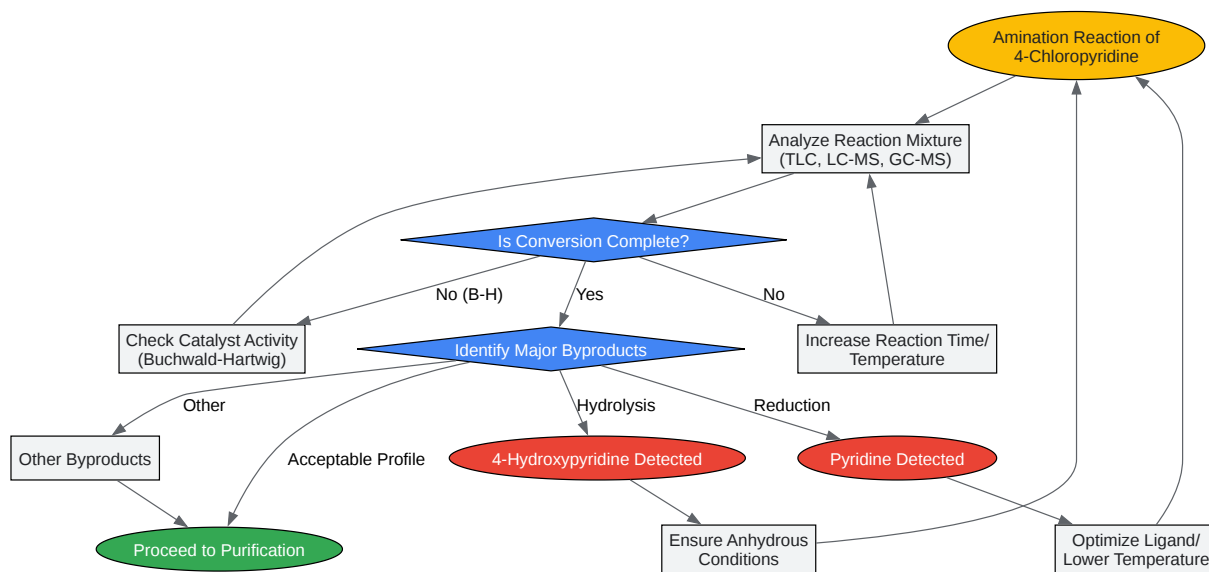 Amination Reaction of
4-Chloropyridine
Analyze Reaction Mixture
(TLC, LC-MS, GC-MS)
Is Conversion Complete?
No (B-H)
Yes
No
Check Catalyst Activity
(Buchwald-Hartwig)
Identify Major Byproducts
Increase Reaction Time/
Temperature
Other
Hydrolysis
Reduction
Other Byproducts
Acceptable Profile
4-Hydroxypyridine Detected
Pyridine Detected
Proceed to Purification
Ensure Anhydrous
Conditions
Optimize Ligand/
Lower Temperature